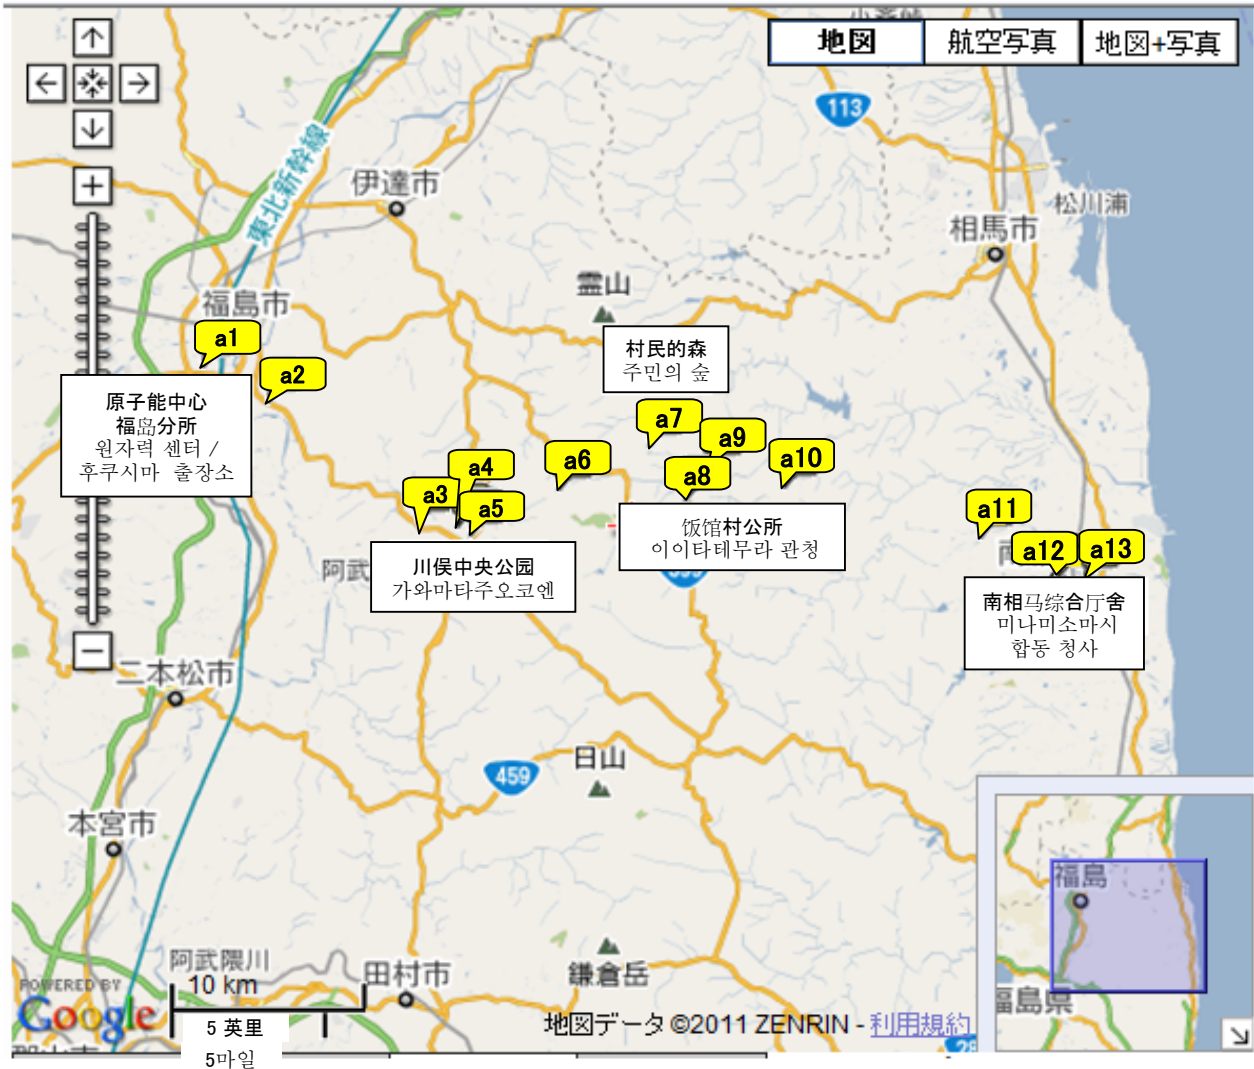 地図
航空写真
地図+写真
113
東北新幹線
伊達市
松川浦
相馬市
霊山
福島市
a1
村民的森
주민의 숲
a2
原子能中心
福岛分所
원자력 센터 /
후쿠시마 출장소
a7
a9
a4
a6
a10
a8
a3
a5
a11
饭馆村公所
이이타테무라 관청
a12
a13
阿武
川俣中央公园
가와마타주오코엔
南相马综合厅舍
미나미소마시
합동 청사
二本松市
日山
459
本宮市
福島
阿武隈川
10 km
田村市
鎌倉岳
POWERED BY
Google
福島県
5 英里
地図データ ©2011 ZENRIN - 利用規約
5마일